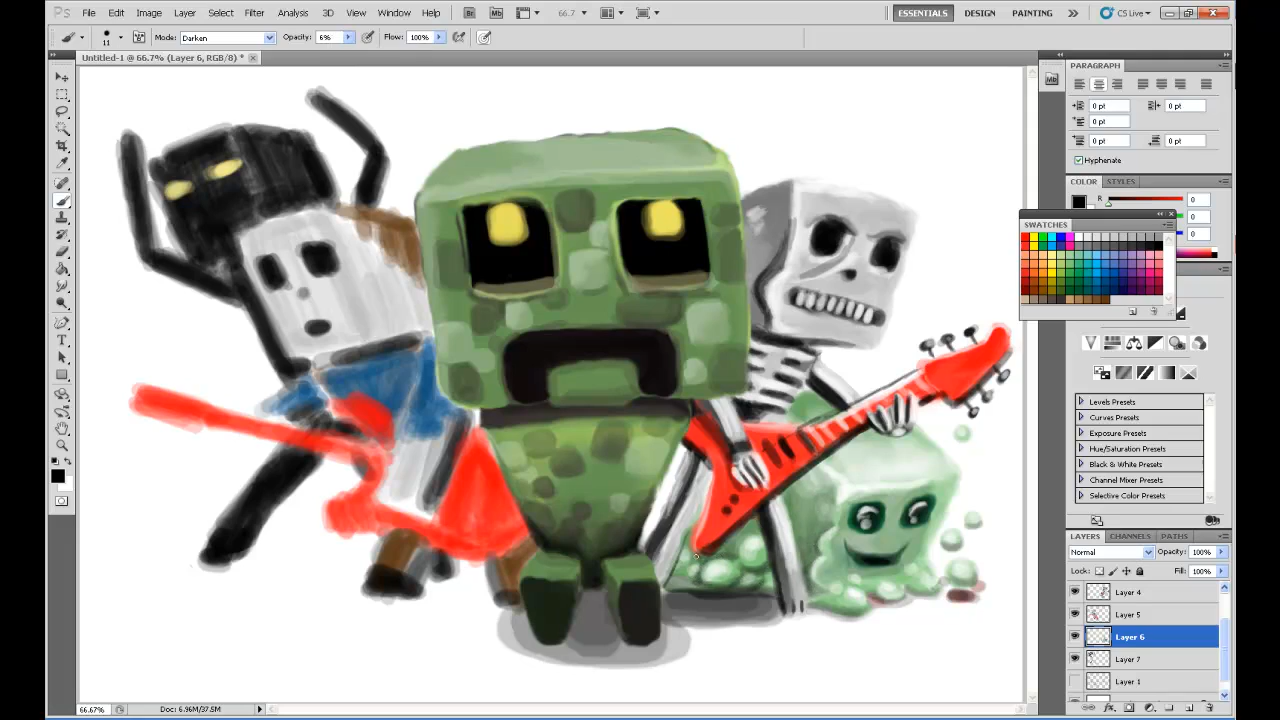 Ps File Edit Image Layer Select Filter Analysis 3D View Window Help Br Mb 66.7 ESSENTIALS DESIGN PAINTING CS Live
11 Mode: Darken Opacity: 6% Flow: 100%
Untitled-1 @ 66.7% (Layer 6, RGB/8) *
Mb
PARAGRAPH
0 pt 0 pt
0 pt
0 pt 0 pt
Hyphenate
COLOR STYLES
R 0
0
0
SWATCHES
Levels Presets
Curves Presets
Exposure Presets
Hue/Saturation Presets
Black & White Presets
Channel Mixer Presets
Selective Color Presets
LAYERS CHANNELS PATHS
Normal Opacity: 100%
Lock: Fill: 100%
Layer 4
Layer 5
Layer 6
Layer 7
Layer 1
66.67% Doc: 6.96M/37.5M